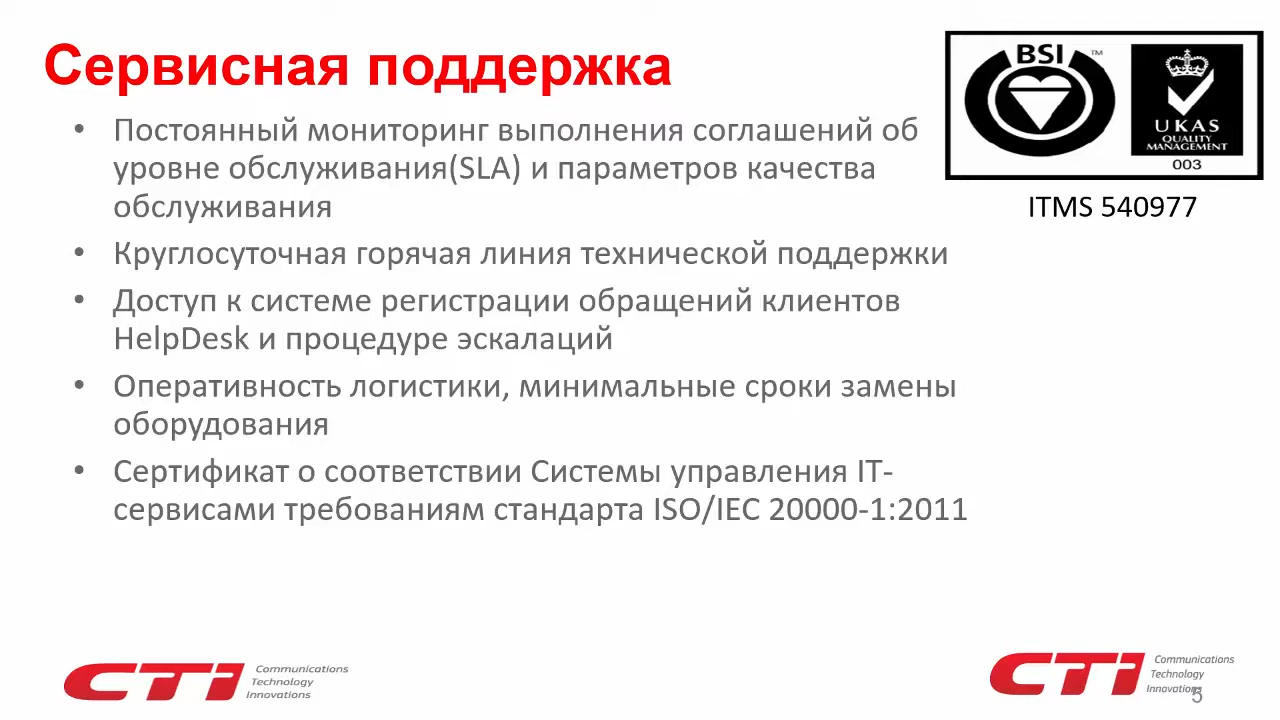 Сервисная поддержка
• Постоянный мониторинг выполнения соглашений об
уровне обслуживания(SLA) и параметров качества
обслуживания
• Круглосуточная горячая линия технической поддержки
• Доступ к системе регистрации обращений клиентов
HelpDesk и процедуре эскалаций
• Оперативность логистики, минимальные сроки замены
оборудования
• Сертификат о соответствии Системы управления IT-
сервисами требованиям стандарта ISO/IEC 20000-1:2011
BSI
™
UKAS
QUALITY
MANAGEMENT
003
ITMS 540977
CTI
Communications
Technology
Innovations
CTI
Communications
Technology
Innovations
5